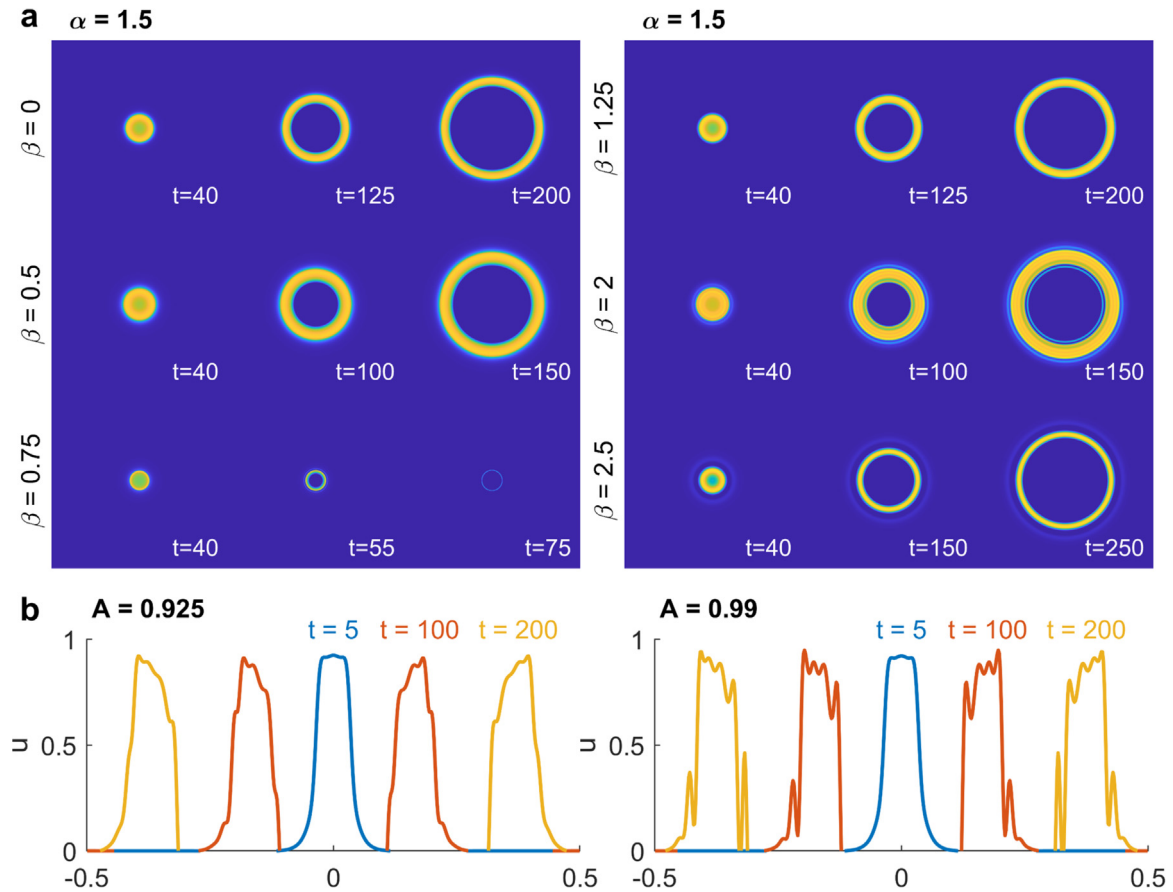 a
α = 1.5
α = 1.5
β = 0
t=40
t=125
t=200
β = 0.5
t=40
t=100
t=150
β = 0.75
t=40
t=55
t=75
β = 1.25
t=40
t=125
t=200
β = 2
t=40
t=100
t=150
β = 2.5
t=40
t=150
t=250
b
A = 0.925
t = 5
t = 100
t = 200
u
1
0.5
0
-0.5
0
0.5
A = 0.99
t = 5
t = 100
t = 200
u
1
0.5
0
-0.5
0
0.5